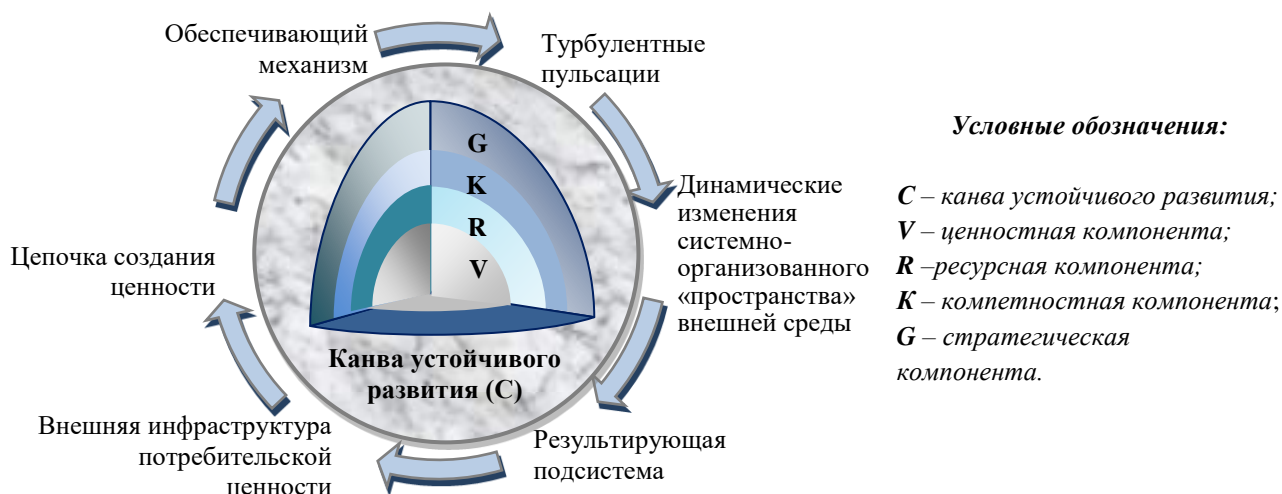 Обеспечивающий
механизм
Турбулентные
пульсации
G
K
R
V
Динамические
изменения
системно-
организованного
«пространства»
внешней среды
Цепочка создания
ценности
Канва устойчивого
развития (С)
Внешняя инфраструктура
потребительской
ценности
Результирующая
подсистема
Условные обозначения:
С – канва устойчивого развития;
V – ценностная компонента;
R –ресурсная компонента;
К – компетностная компонента;
G – стратегическая
компонента.